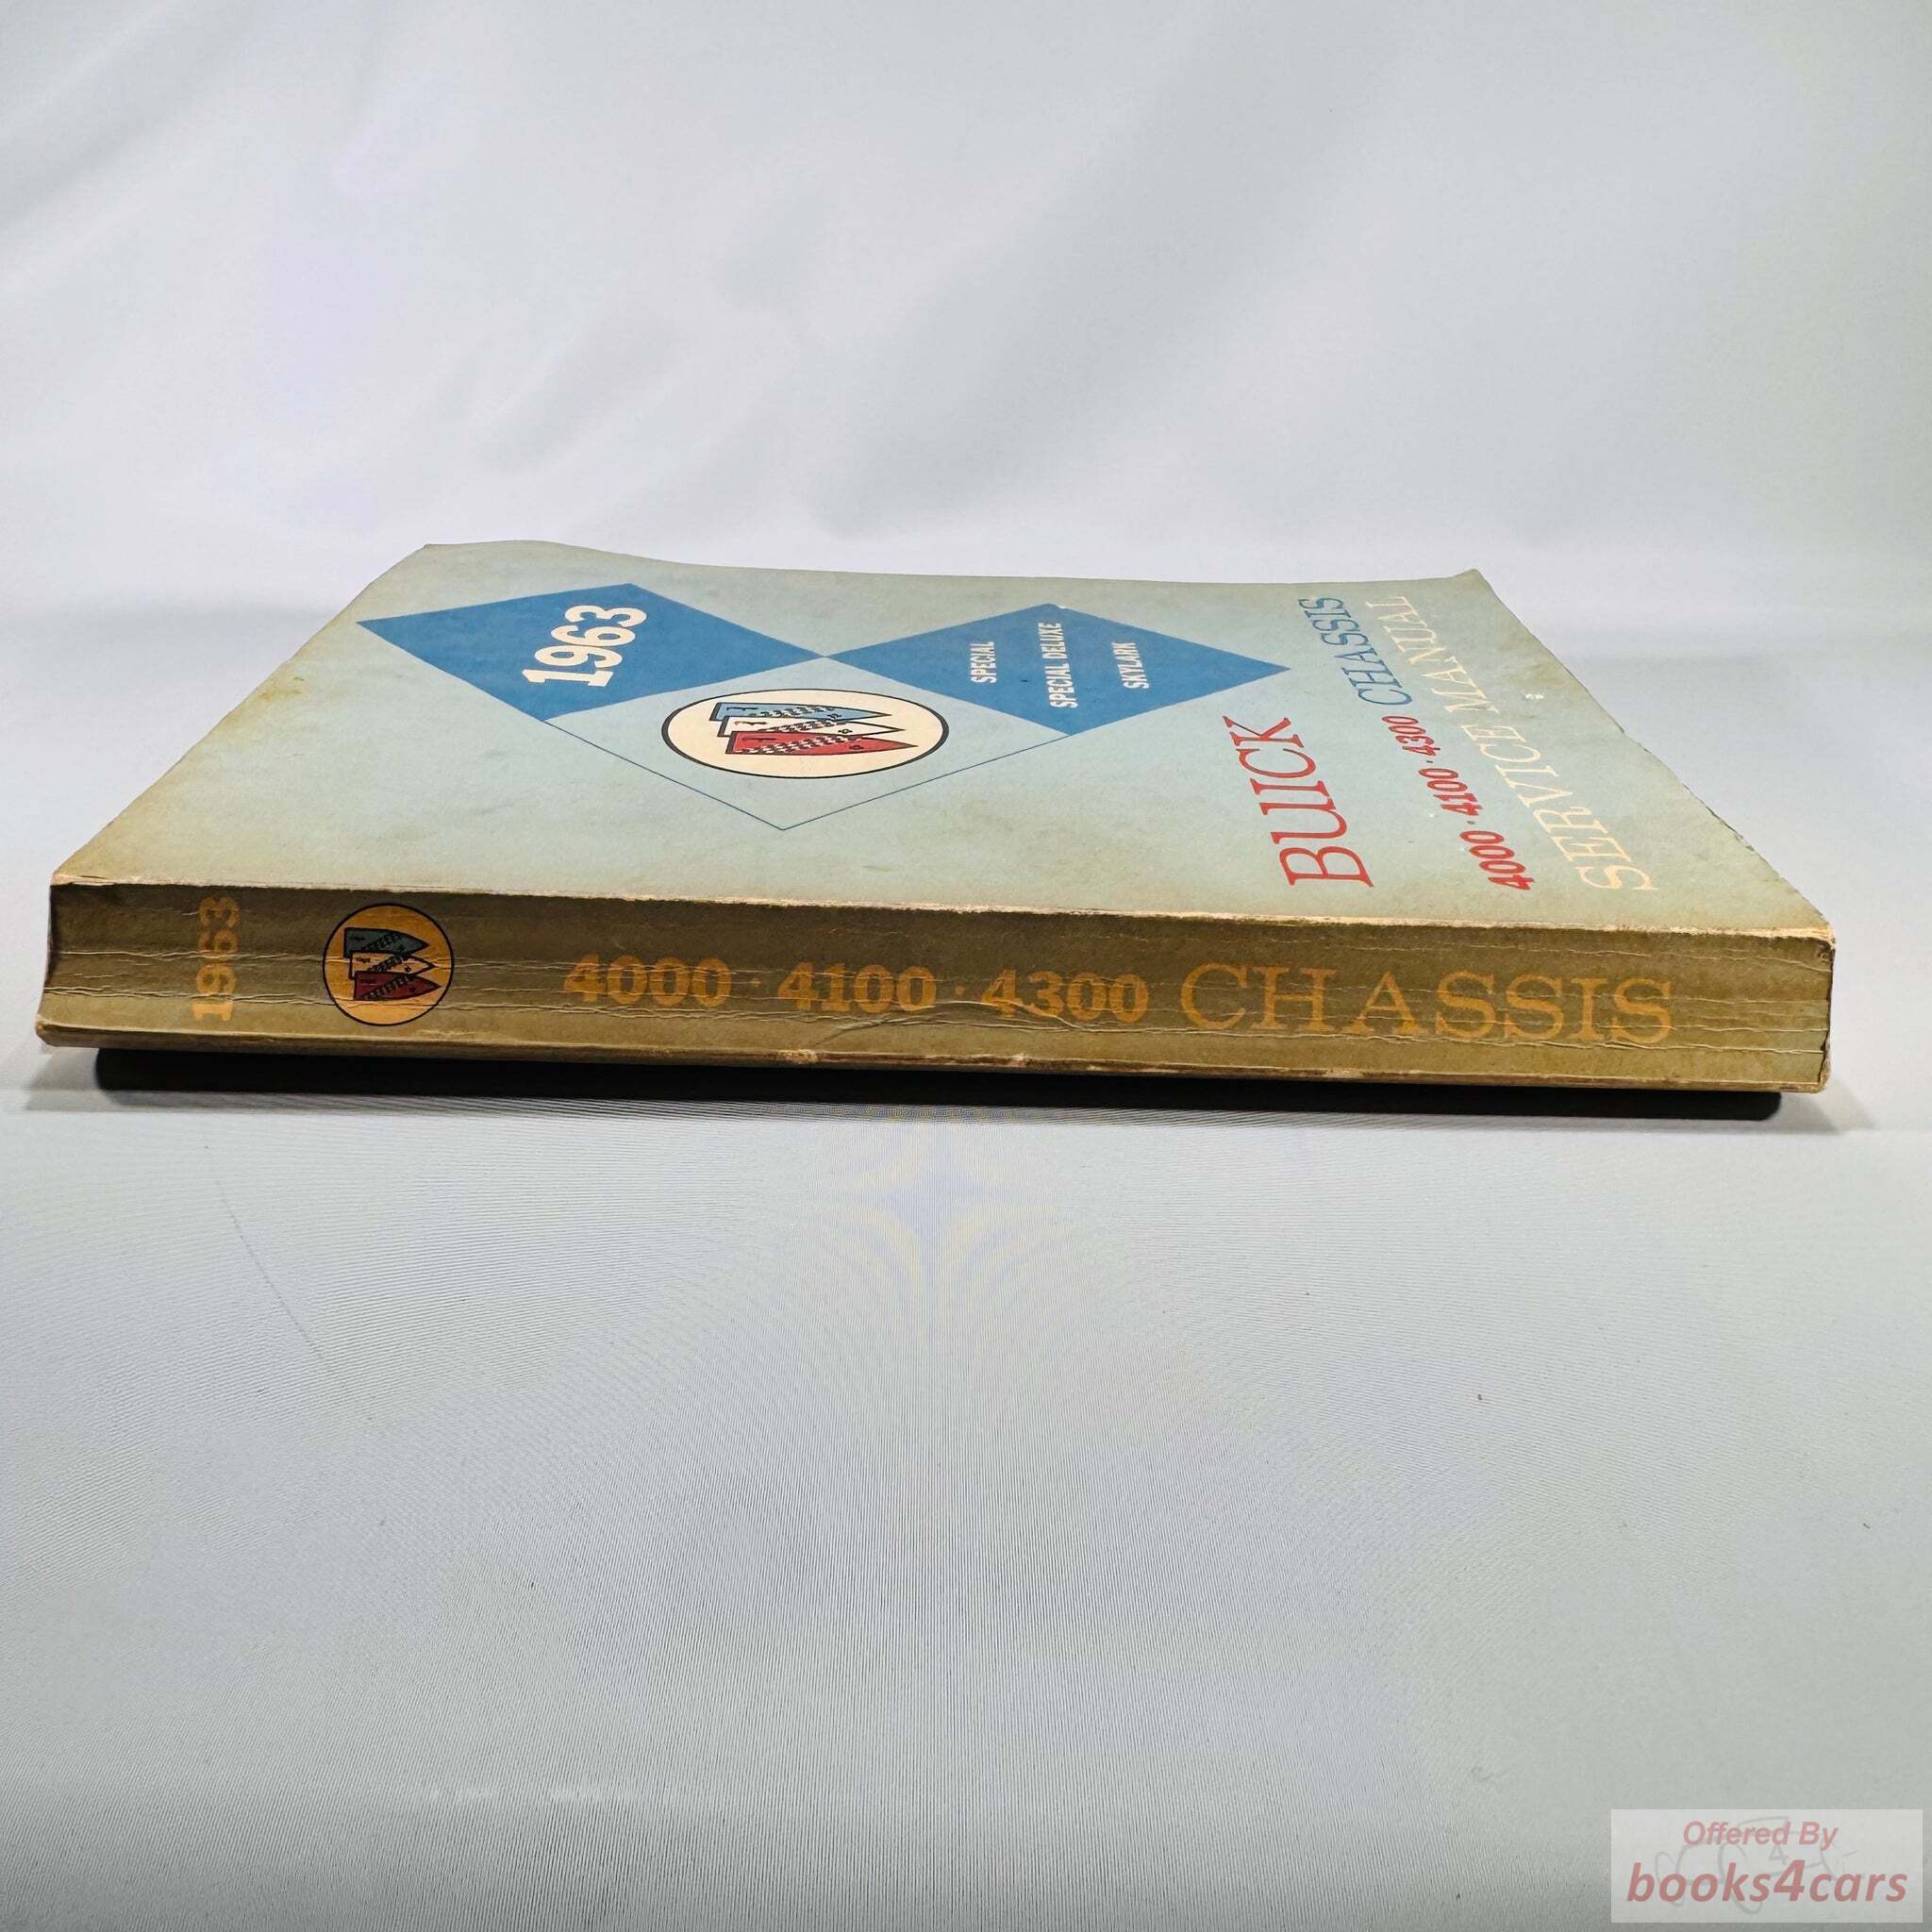 1963
SPECIAL
SPECIAL DELUXE
SKYLARK
BUICK
4000 · 4100 · 4300 CHASSIS
SERVICE MANUAL
1963
4000 · 4100 · 4300 CHASSIS
Offered By
books4cars